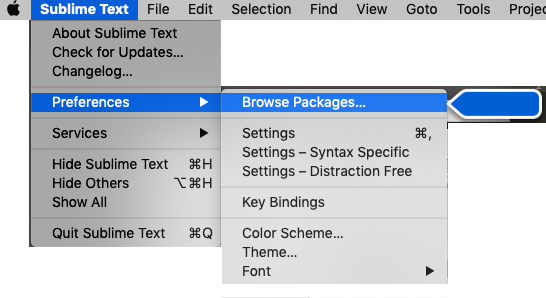 Sublime Text File Edit Selection Find View Goto Tools Projec
About Sublime Text
Check for Updates...
Changelog...
Preferences
Services
Hide Sublime Text ⌘H
Hide Others ⌥⌘H
Show All
Quit Sublime Text ⌘Q
Browse Packages...
Settings ⌘,
Settings – Syntax Specific
Settings – Distraction Free
Key Bindings
Color Scheme...
Theme...
Font